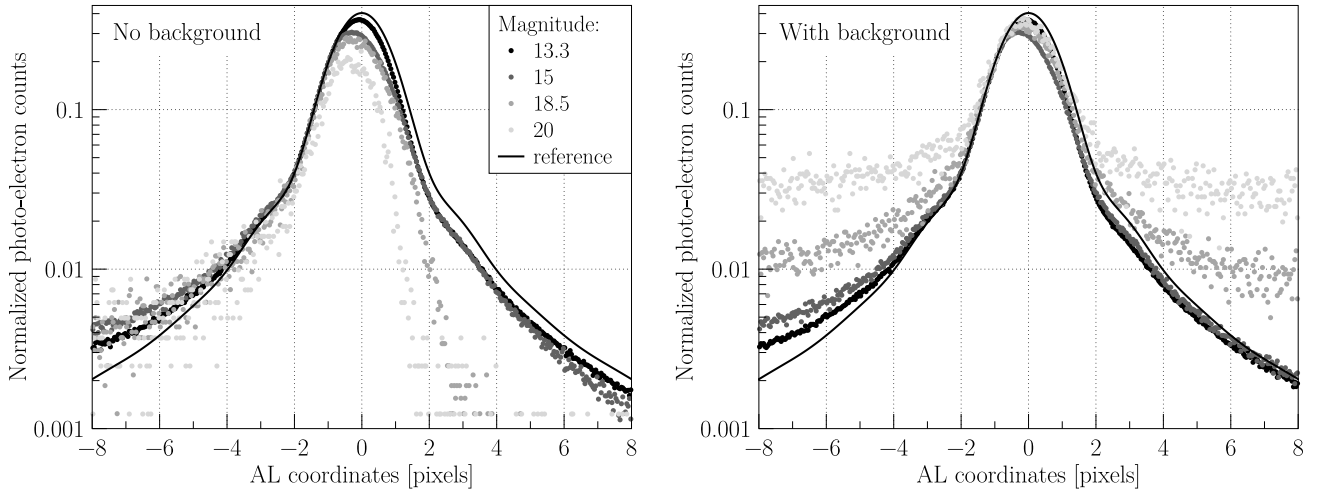 No background
Magnitude:
13.3
15
18.5
20
reference
Normalized photo-electron counts
0.1
0.01
0.001
−8 −6 −4 −2 0 2 4 6 8
AL coordinates [pixels]
With background
Normalized photo-electron counts
0.1
0.01
0.001
−8 −6 −4 −2 0 2 4 6 8
AL coordinates [pixels]